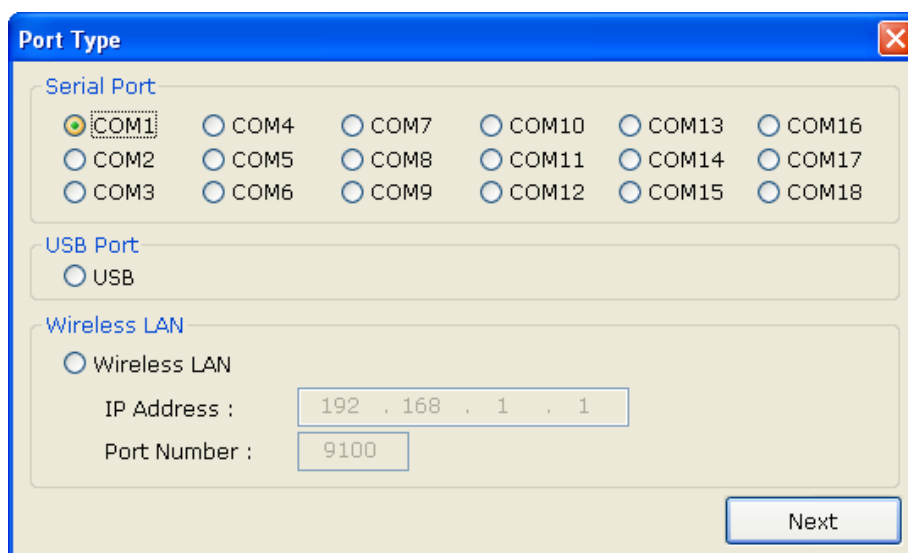 Port Type
Serial Port
COM1 COM4 COM7 COM10 COM13 COM16
COM2 COM5 COM8 COM11 COM14 COM17
COM3 COM6 COM9 COM12 COM15 COM18
USB Port
USB
Wireless LAN
Wireless LAN
IP Address : 192 . 168 . 1 . 1
Port Number : 9100
Next